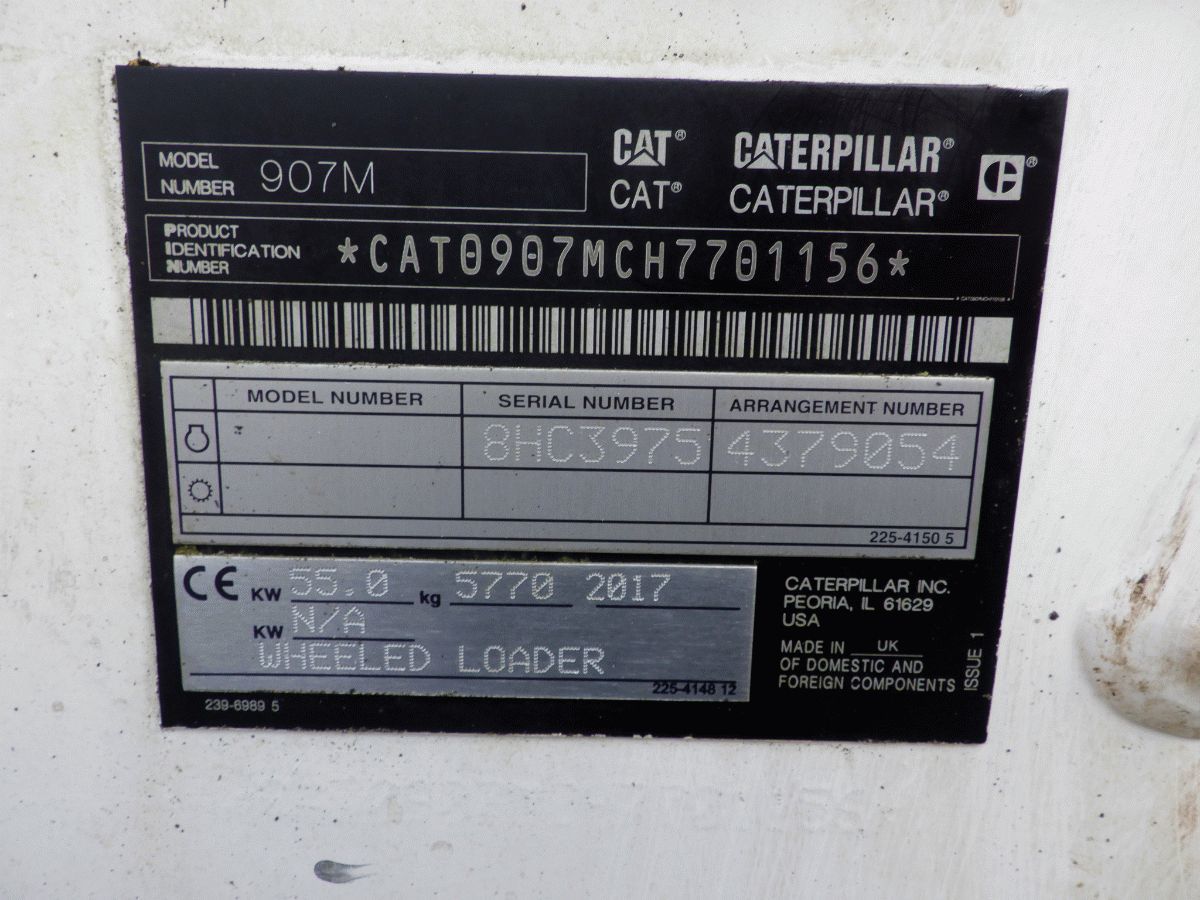 MODEL NUMBER 907M
CAT® CATERPILLAR®
CAT® CATERPILLAR®
PRODUCT IDENTIFICATION NUMBER *CAT0907MCH7701156*
MODEL NUMBER SERIAL NUMBER ARRANGEMENT NUMBER
8HC3975 4379054
225-4150 5
CE KW 55.0 kg 5770 2017
KW N/A
WHEELED LOADER
225-4148 12
239-6989 5
CATERPILLAR INC.
PEORIA, IL 61629
USA
MADE IN UK
OF DOMESTIC AND
FOREIGN COMPONENTS
ISSUE 1